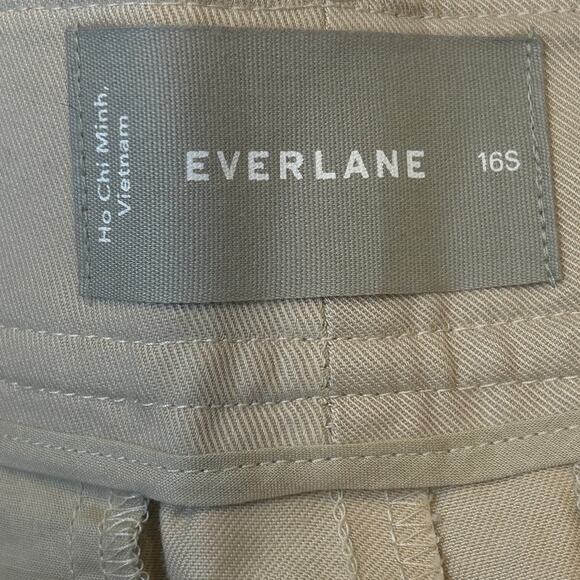 Ho Chi Minh,
Vietnam
EVERLANE
16S